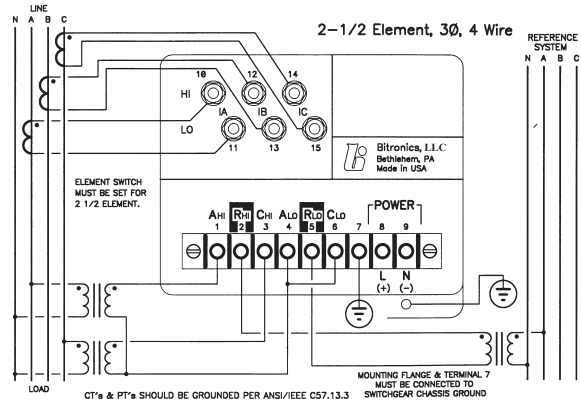 LINE
N A B C
2-1/2 Element, 3Ø, 4 Wire
REFERENCE
SYSTEM
N A B C
10 12 14
HI
IA IB IC
LO
11 13 15
Bitronics, LLC
Bethlehem, PA
Made in USA
ELEMENT SWITCH
MUST BE SET FOR
2 1/2 ELEMENT.
POWER
AHI RHI CHI ALO RLO CLO
1 2 3 4 5 6 7 8 9
L N
(+) (-)
MOUNTING FLANGE & TERMINAL 7
MUST BE CONNECTED TO
SWITCHGEAR CHASSIS GROUND
LOAD
CT's & PT's SHOULD BE GROUNDED PER ANSI/IEEE C57.13.3